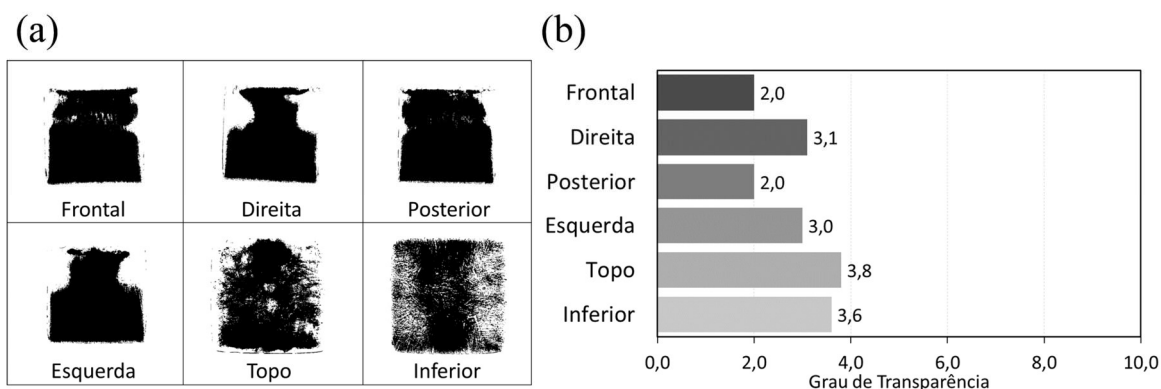 (a)
Frontal
Direita
Posterior
Esquerda
Topo
Inferior
(b)
Frontal
2,0
Direita
3,1
Posterior
2,0
Esquerda
3,0
Topo
3,8
Inferior
3,6
0,0 2,0 4,0 6,0 8,0 10,0
Grau de Transparência